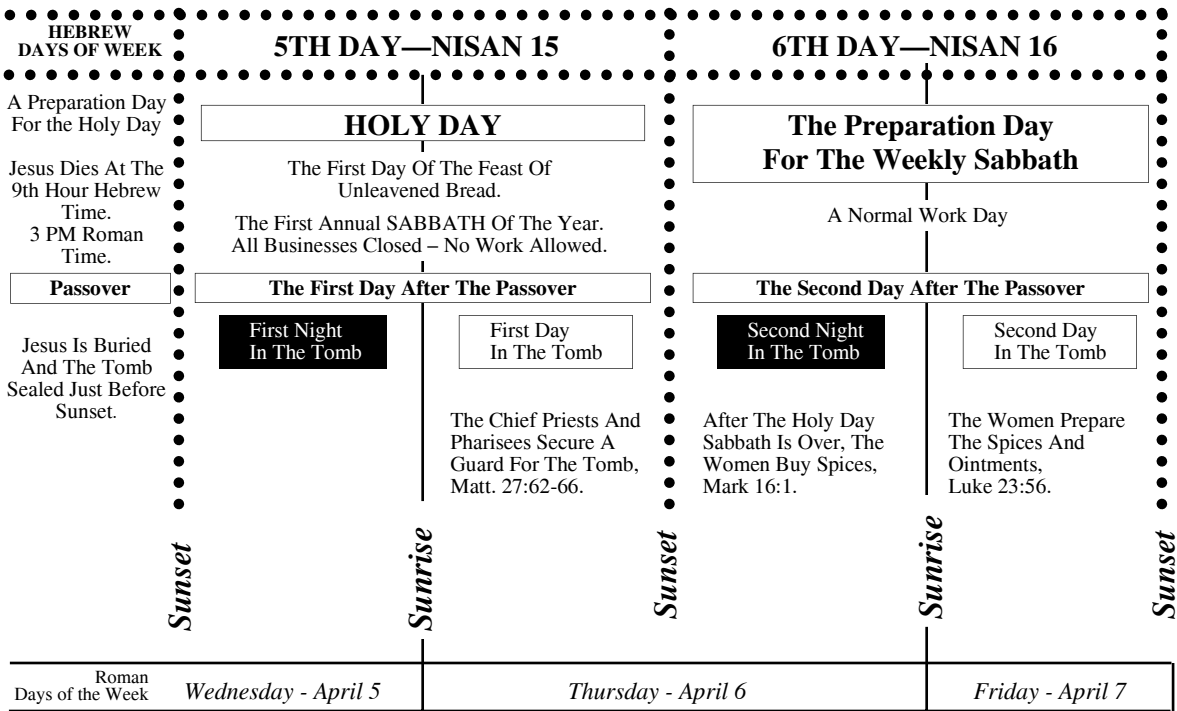 HEBREW
DAYS OF WEEK
5TH DAY—NISAN 15
6TH DAY—NISAN 16
A Preparation Day
For the Holy Day
Jesus Dies At The
9th Hour Hebrew
Time.
3 PM Roman
Time.
Passover
Jesus Is Buried
And The Tomb
Sealed Just Before
Sunset.
HOLY DAY
The First Day Of The Feast Of
Unleavened Bread.
The First Annual SABBATH Of The Year.
All Businesses Closed – No Work Allowed.
The First Day After The Passover
First Night
In The Tomb
First Day
In The Tomb
The Chief Priests And
Pharisees Secure A
Guard For The Tomb,
Matt. 27:62-66.
The Preparation Day
For The Weekly Sabbath
A Normal Work Day
The Second Day After The Passover
Second Night
In The Tomb
Second Day
In The Tomb
After The Holy Day
Sabbath Is Over, The
Women Buy Spices,
Mark 16:1.
The Women Prepare
The Spices And
Ointments,
Luke 23:56.
Sunset
Sunrise
Sunset
Sunrise
Sunset
Roman
Days of the Week
Wednesday - April 5
Thursday - April 6
Friday - April 7